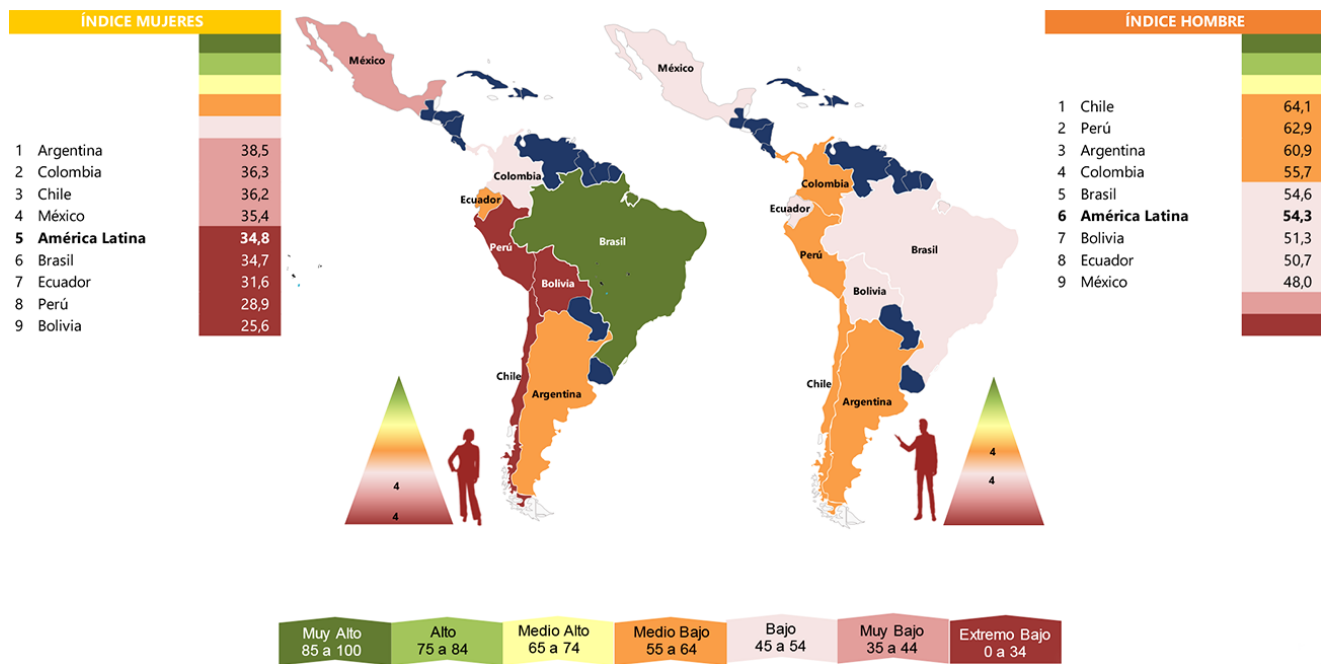 ÍNDICE MUJERES
1 Argentina 38,5
2 Colombia 36,3
3 Chile 36,2
4 México 35,4
5 América Latina 34,8
6 Brasil 34,7
7 Ecuador 31,6
8 Perú 28,9
9 Bolivia 25,6
México
Colombia
Ecuador
Perú
Brasil
Bolivia
Chile
Argentina
4
4
México
Colombia
Ecuador
Perú
Brasil
Bolivia
Chile
Argentina
4
4
ÍNDICE HOMBRE
1 Chile 64,1
2 Perú 62,9
3 Argentina 60,9
4 Colombia 55,7
5 Brasil 54,6
6 América Latina 54,3
7 Bolivia 51,3
8 Ecuador 50,7
9 México 48,0
Muy Alto
85 a 100
Alto
75 a 84
Medio Alto
65 a 74
Medio Bajo
55 a 64
Bajo
45 a 54
Muy Bajo
35 a 44
Extremo Bajo
0 a 34